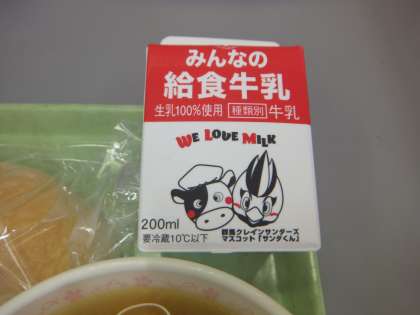 みんなの
給食牛乳
生乳100%使用 種類別 牛乳
WE LOVE MILK
200ml
要冷蔵10℃以下
群馬クレインサンダーズ
マスコット「サンダくん」